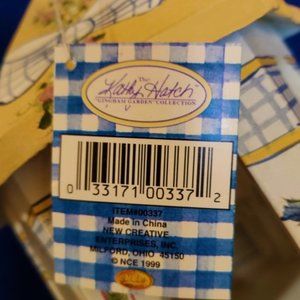 The
Kathy Hatch
"GINGHAM GARDEN" COLLECTION
0 33171 00337 2
ITEM#00337
Made in China
NEW CREATIVE
ENTERPRISES, INC.
MILFORD, OHIO 45150
© NCE 1999